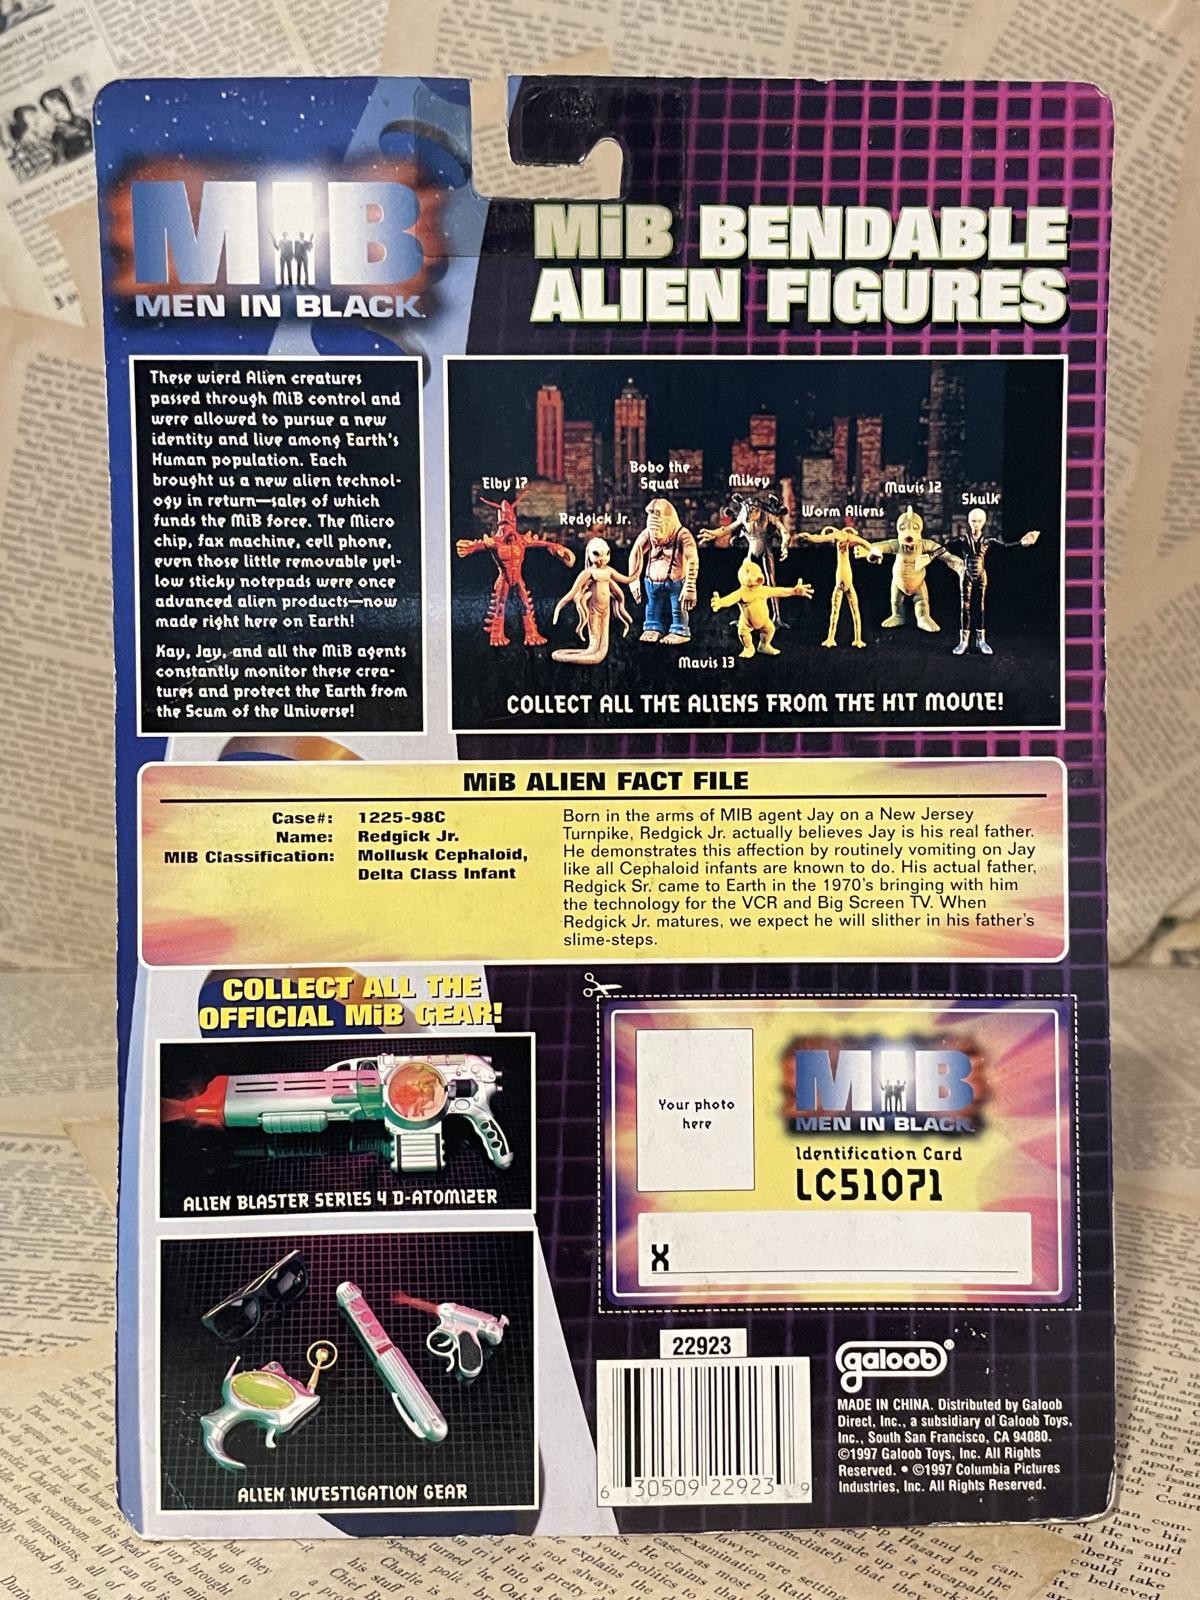 MiB
MEN IN BLACK
MiB BENDABLE
ALIEN FIGURES
These wierd Alien creatures
passed through MiB control and
were allowed to pursue a new
identity and live among Earth's
Human population. Each
brought us a new alien technol-
ogy in return—sales of which
funds the MiB force. The Micro
chip, fax machine, cell phone,
even those little removable yel-
low sticky notepads were once
advanced alien products—now
made right here on Earth!
Kay, Jay, and all the MiB agents
constantly monitor these crea-
tures and protect the Earth from
the Scum of the Universe!
Elby 17
Redgick Jr.
Bobo the
Squat
Mikey
Worm Aliens
Mavis 12
Skulk
Mavis 13
COLLECT ALL THE ALIENS FROM THE HIT MOVIE!
MiB ALIEN FACT FILE
Case#: 1225-98C
Name: Redgick Jr.
MIB Classification: Mollusk Cephaloid,
Delta Class Infant
Born in the arms of MIB agent Jay on a New Jersey
Turnpike, Redgick Jr. actually believes Jay is his real father.
He demonstrates this affection by routinely vomiting on Jay
like all Cephaloid infants are known to do. His actual father,
Redgick Sr. came to Earth in the 1970's bringing with him
the technology for the VCR and Big Screen TV. When
Redgick Jr. matures, we expect he will slither in his father's
slime-steps.
COLLECT ALL THE
OFFICIAL MiB GEAR!
ALIEN BLASTER SERIES 4 D-ATOMIZER
ALIEN INVESTIGATION GEAR
Your photo
here
MiB
MEN IN BLACK
Identification Card
LC51071
X
22923
6 30509 22923 9
galoob®
MADE IN CHINA. Distributed by Galoob
Direct, Inc., a subsidiary of Galoob Toys,
Inc., South San Francisco, CA 94080.
©1997 Galoob Toys, Inc. All Rights
Reserved. • ©1997 Columbia Pictures
Industries, Inc. All Rights Reserved.